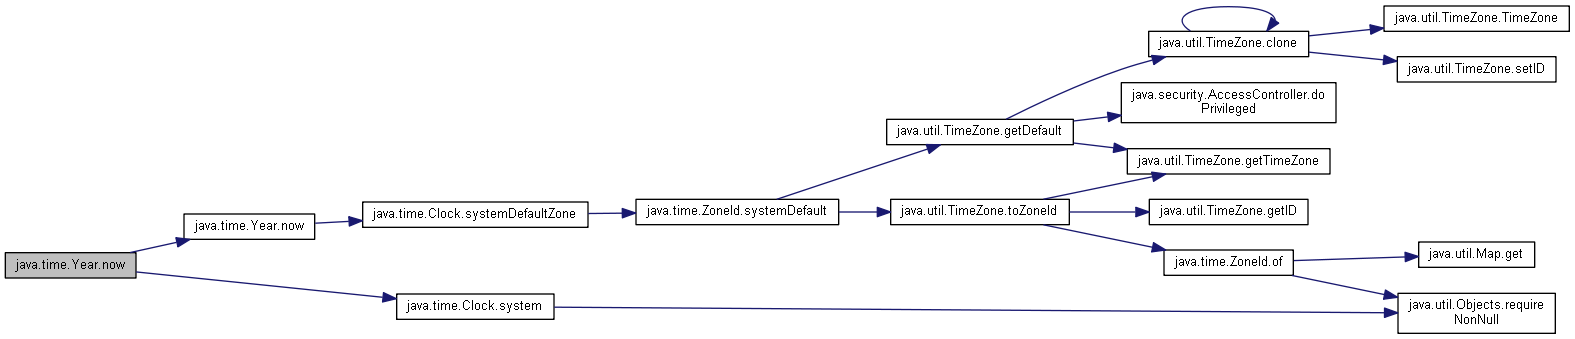 java.util.TimeZone.TimeZone
java.util.TimeZone.clone
java.util.TimeZone.setID
java.security.AccessController.do
Privileged
java.util.TimeZone.getDefault
java.util.TimeZone.getTimeZone
java.time.Year.now
java.time.Clock.systemDefaultZone
java.time.ZoneId.systemDefault
java.util.TimeZone.toZoneId
java.util.TimeZone.getID
java.time.Year.now
java.time.ZoneId.of
java.util.Map.get
java.time.Clock.system
java.util.Objects.require
NonNull